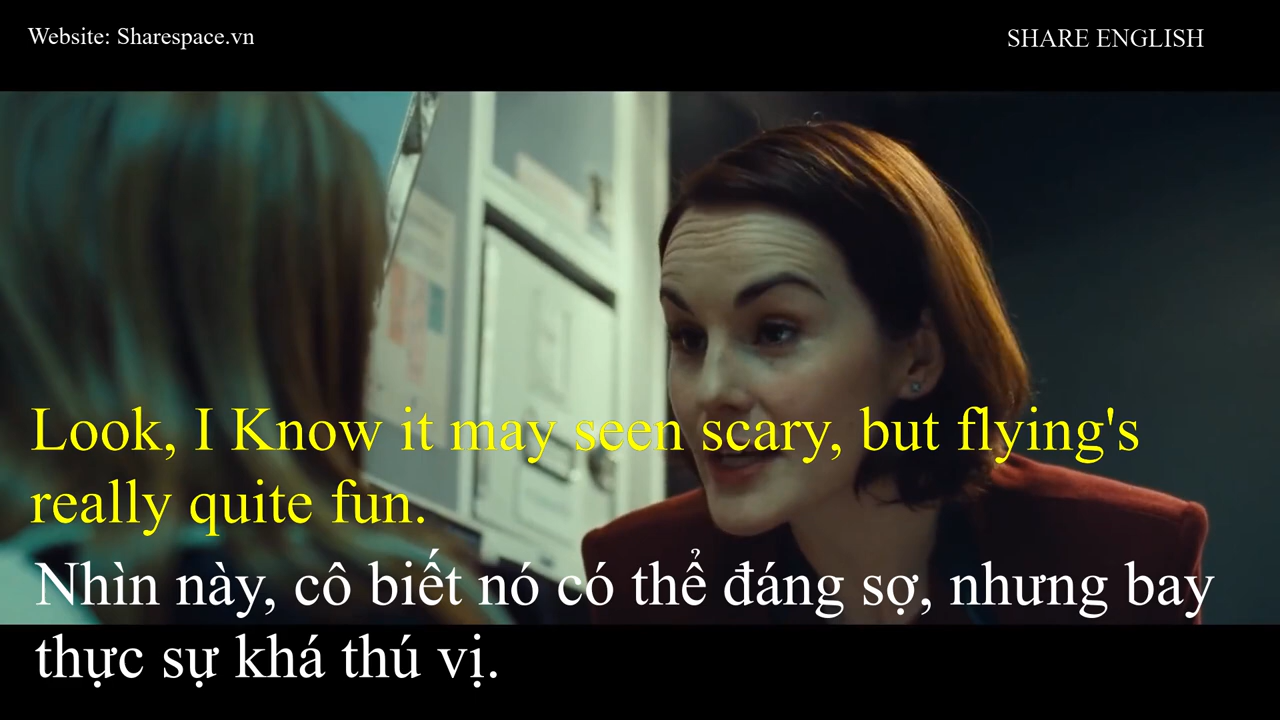 Website: Sharespace.vn
SHARE ENGLISH
Look, I Know it may seen scary, but flying's
really quite fun.
Nhìn này, cô biết nó có thể đáng sợ, nhưng bay
thực sự khá thú vị.